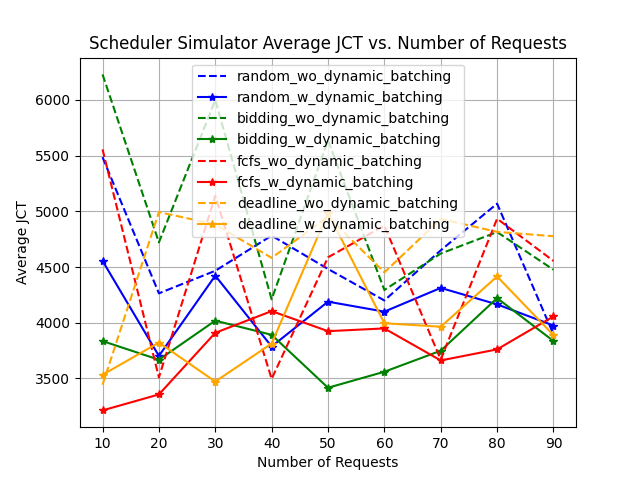 Scheduler Simulator Average JCT vs. Number of Requests
random_wo_dynamic_batching
random_w_dynamic_batching
bidding_wo_dynamic_batching
bidding_w_dynamic_batching
fcfs_wo_dynamic_batching
fcfs_w_dynamic_batching
deadline_wo_dynamic_batching
deadline_w_dynamic_batching
6000
5500
5000
4500
4000
3500
Average JCT
10 20 30 40 50 60 70 80 90
Number of Requests